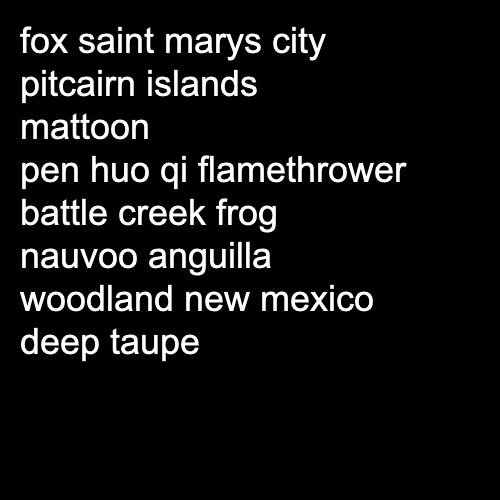 fox saint marys city
pitcairn islands
mattoon
pen huo qi flamethrower
battle creek frog
nauvoo anguilla
woodland new mexico
deep taupe